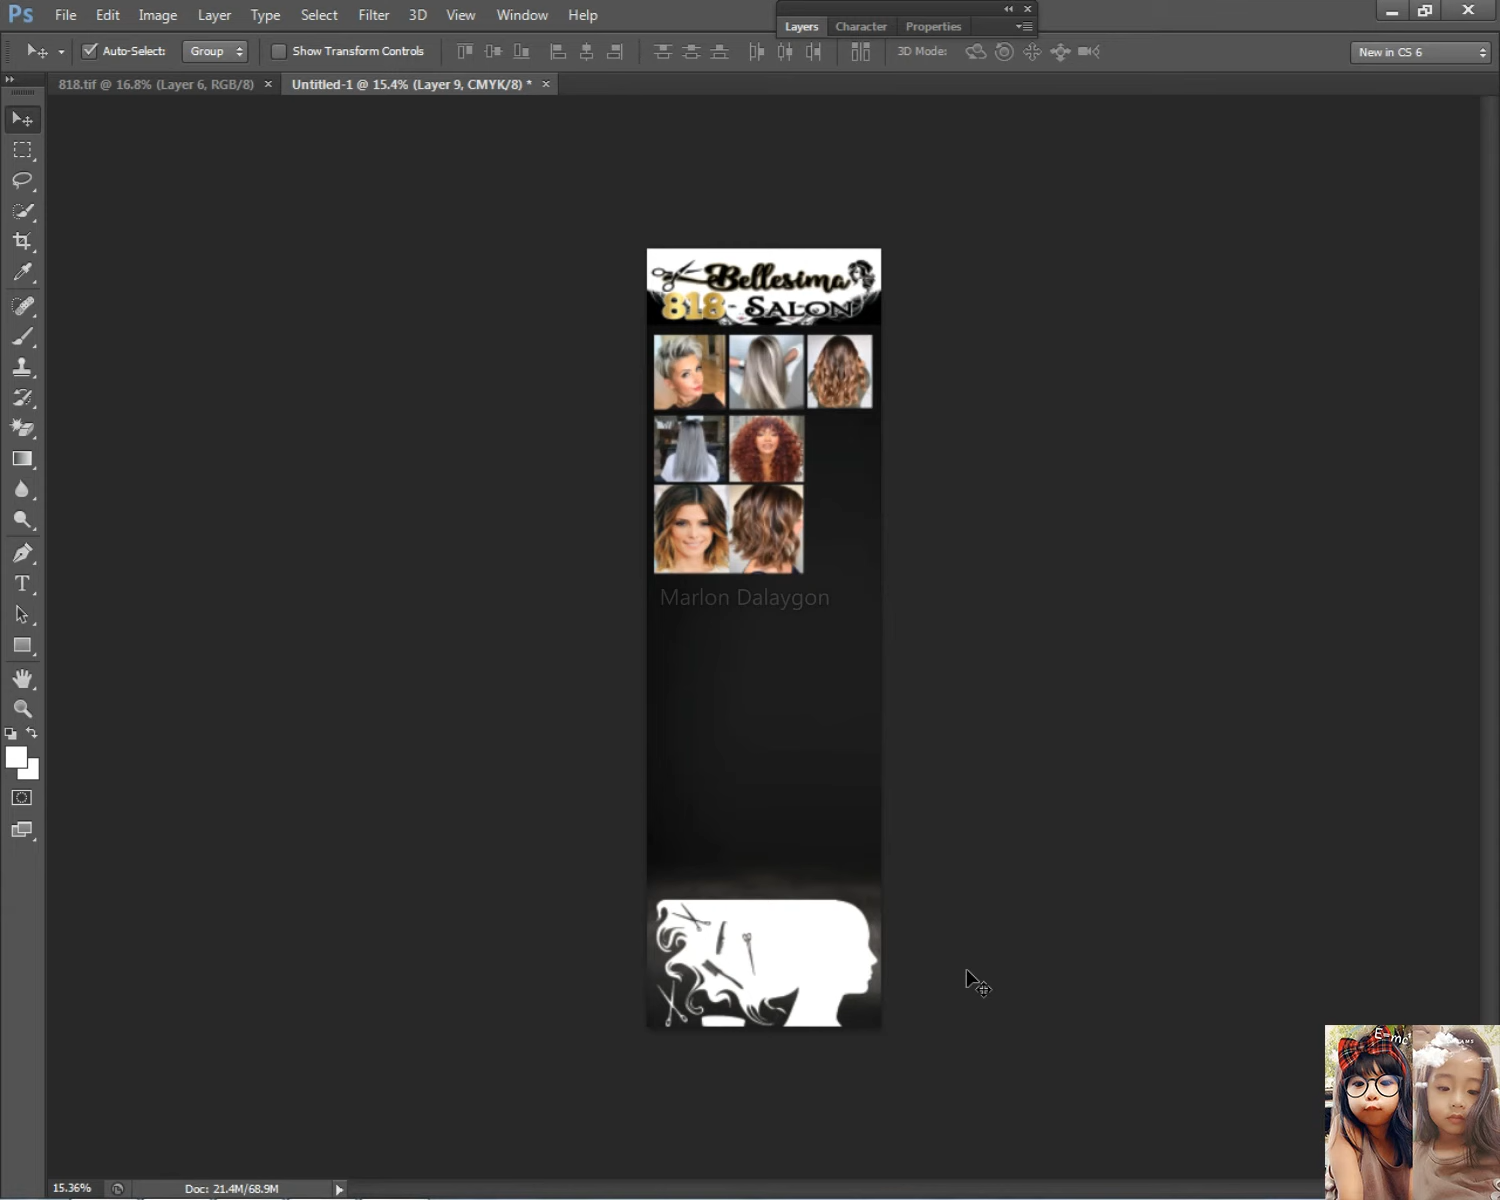 Ps File Edit Image Layer Type Select Filter 3D View Window Help
Layers Character Properties
Auto-Select: Group Show Transform Controls 3D Mode: New in CS 6
818.tif @ 16.8% (Layer 6, RGB/8) × Untitled-1 @ 15.4% (Layer 9, CMYK/8) * ×
Bellesima
818 SALON
Marlon Dalaygon
15.36% Doc: 21.4M/68.9M